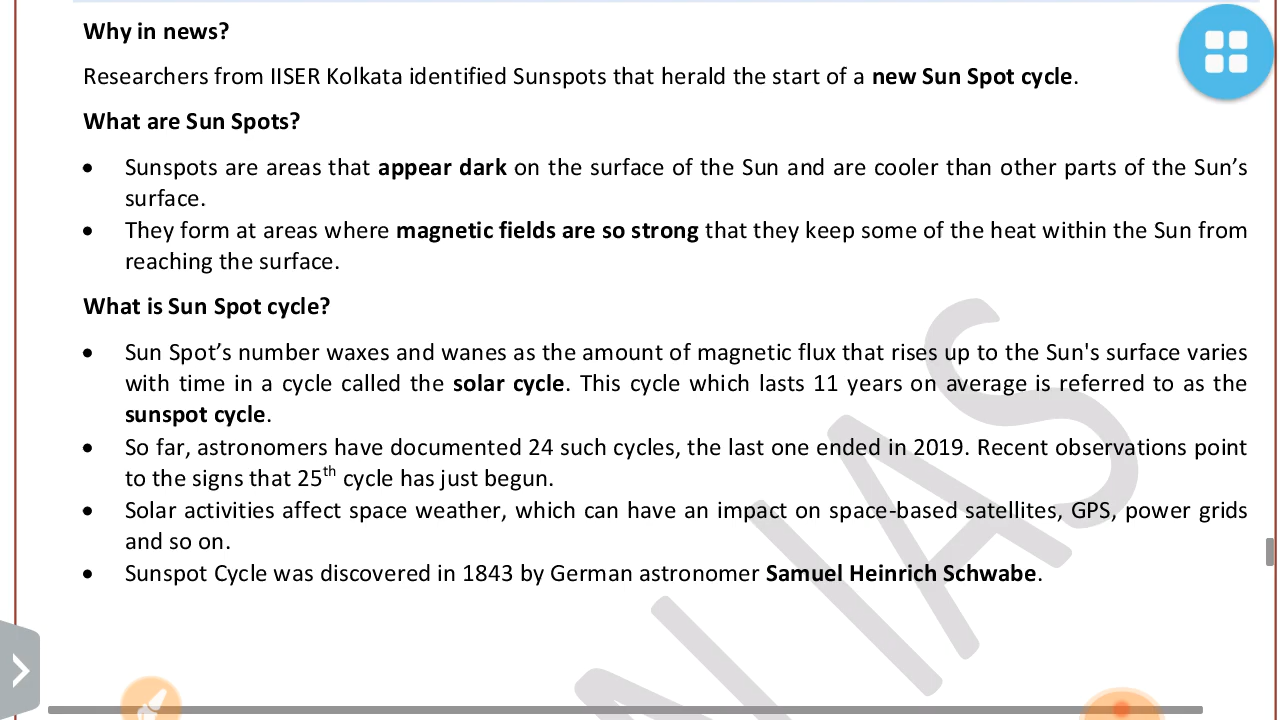 Why in news?
Researchers from IISER Kolkata identified Sunspots that herald the start of a new Sun Spot cycle.
What are Sun Spots?
• Sunspots are areas that appear dark on the surface of the Sun and are cooler than other parts of the Sun’s
surface.
• They form at areas where magnetic fields are so strong that they keep some of the heat within the Sun from
reaching the surface.
What is Sun Spot cycle?
• Sun Spot’s number waxes and wanes as the amount of magnetic flux that rises up to the Sun's surface varies
with time in a cycle called the solar cycle. This cycle which lasts 11 years on average is referred to as the
sunspot cycle.
• So far, astronomers have documented 24 such cycles, the last one ended in 2019. Recent observations point
to the signs that 25th cycle has just begun.
• Solar activities affect space weather, which can have an impact on space-based satellites, GPS, power grids
and so on.
• Sunspot Cycle was discovered in 1843 by German astronomer Samuel Heinrich Schwabe.
N IAS